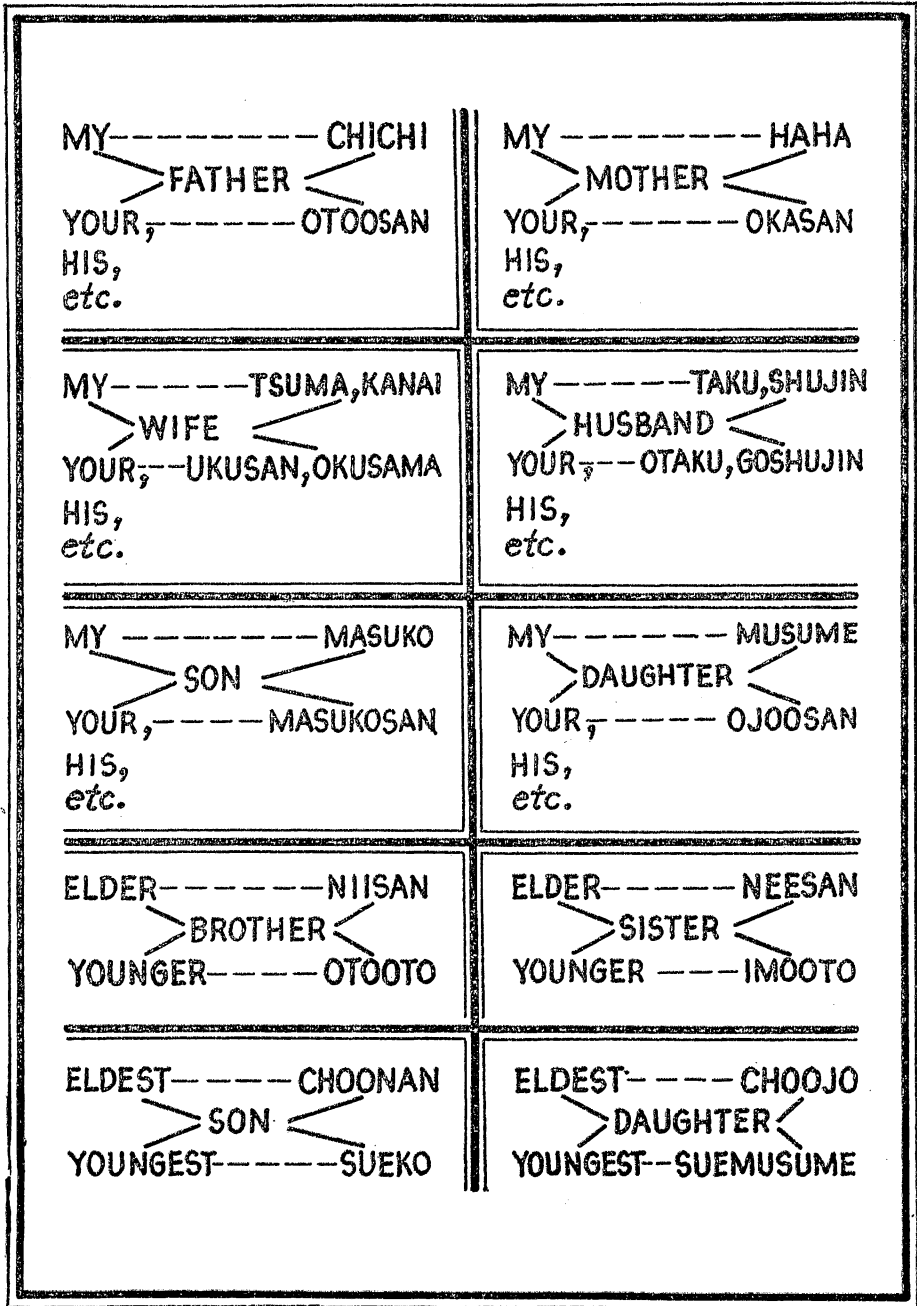 MY--------CHICHI
FATHER
YOUR,------OTOOSAN
HIS,
etc.
MY--------HAHA
MOTHER
YOUR,------OKASAN
HIS,
etc.
MY-----TSUMA,KANAI
WIFE
YOUR,--UKUSAN,OKUSAMA
HIS,
etc.
MY-----TAKU,SHUJIN
HUSBAND
YOUR,---OTAKU,GOSHUJIN
HIS,
etc.
MY--------MASUKO
SON
YOUR,-----MASUKOSAN
HIS,
etc.
MY-------MUSUME
DAUGHTER
YOUR,-----OJOOSAN
HIS,
etc.
ELDER------NIISAN
BROTHER
YOUNGER----OTOOTO
ELDER-----NEESAN
SISTER
YOUNGER----IMOOTO
ELDEST-----CHOONAN
SON
YOUNGEST-----SUEKO
ELDEST----CHOOJO
DAUGHTER
YOUNGEST--SUEMUSUME